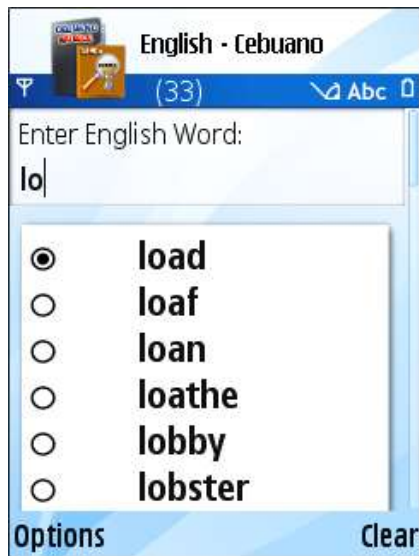 English - Cebuano
(33)
Abc
Enter English Word:
lo
load
loaf
loan
loathe
lobby
lobster
Options
Clear